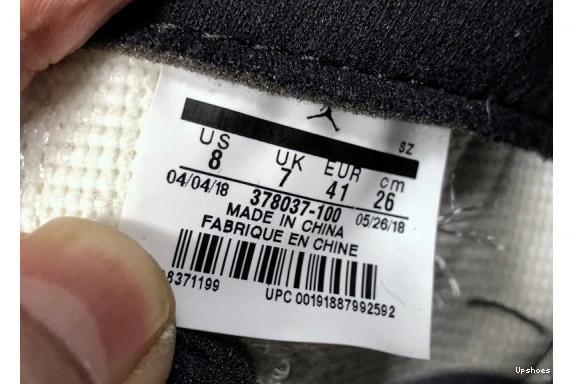 SZ
US UK EUR cm
8 7 41 26
04/04/18 378037-100 05/26/18
MADE IN CHINA
FABRIQUE EN CHINE
8371199 UPC 00191887992592
Upshoes